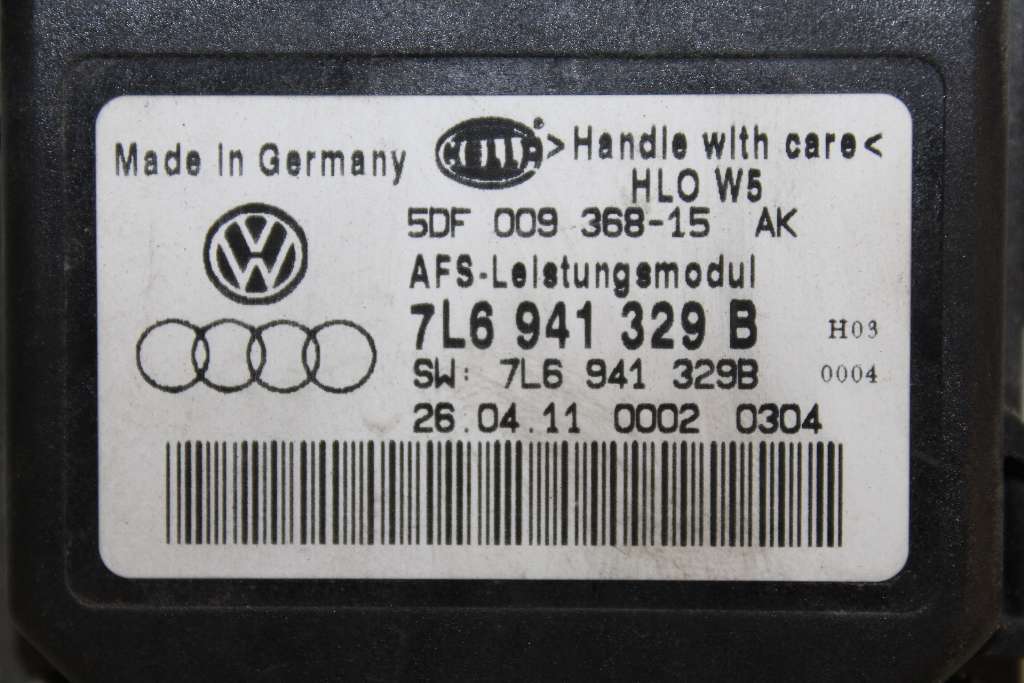 Made in Germany
HELLA® >Handle with care<
HLO W5
5DF 009 368-15 AK
AFS-Leistungsmodul
7L6 941 329 B H03
SW: 7L6 941 329B 0004
26.04.11 0002 0304